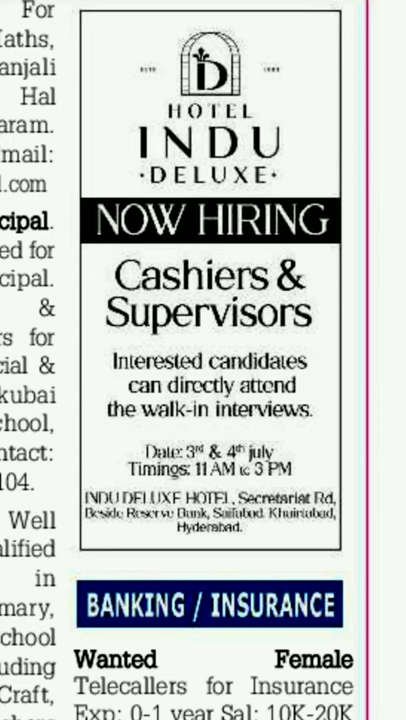 For
Maths,
anjali
Hal
aram.
mail:
l.com
cipal.
ed for
cipal.
&
rs for
cial &
kubai
chool,
ntact:
104.
Well
alified
in
mary,
chool
uding
Craft,
D
HOTEL
INDU
·DELUXE·
NOW HIRING
Cashiers &
Supervisors
Interested candidates
can directly attend
the walk-in interviews.
Date: 3rd & 4th july
Timings: 11 AM to 3 PM
INDU DELUXE HOTEL, Secretariat Rd,
Beside Reserve Bank, Saifabad, Khairtabad,
Hyderabad.
BANKING / INSURANCE
Wanted Female
Telecallers for Insurance
Exp: 0-1 year Sal: 10K-20K